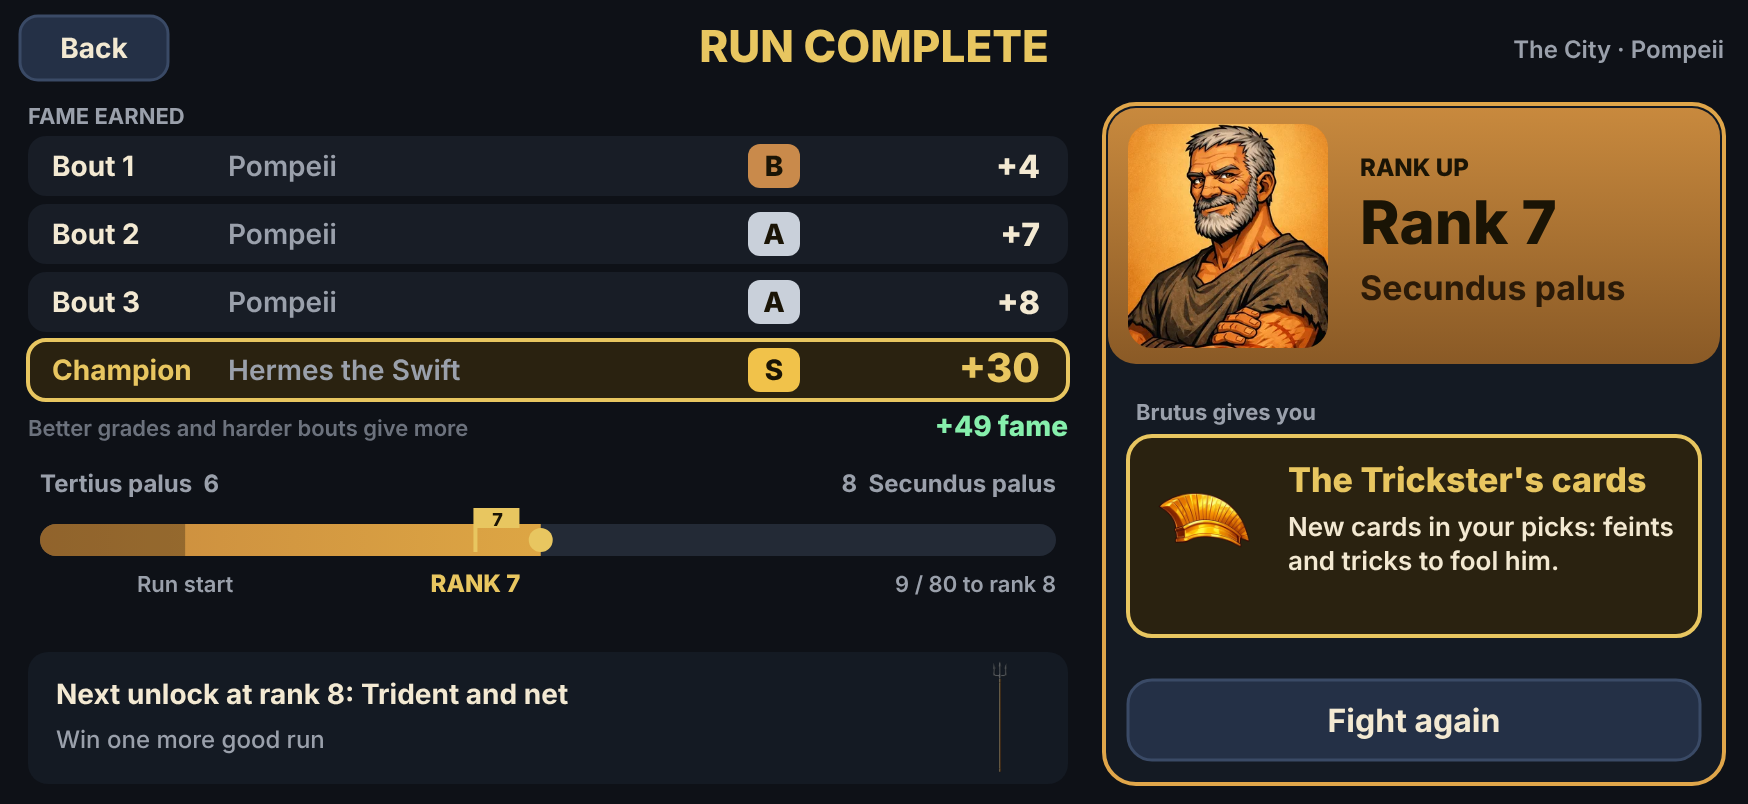 Back
RUN COMPLETE
The City · Pompeii
FAME EARNED
Bout 1 Pompeii B +4
Bout 2 Pompeii A +7
Bout 3 Pompeii A +8
Champion Hermes the Swift S +30
Better grades and harder bouts give more +49 fame
Tertius palus 6 8 Secundus palus
7
Run start RANK 7 9 / 80 to rank 8
Next unlock at rank 8: Trident and net
Win one more good run
RANK UP
Rank 7
Secundus palus
Brutus gives you
The Trickster's cards
New cards in your picks: feints
and tricks to fool him.
Fight again